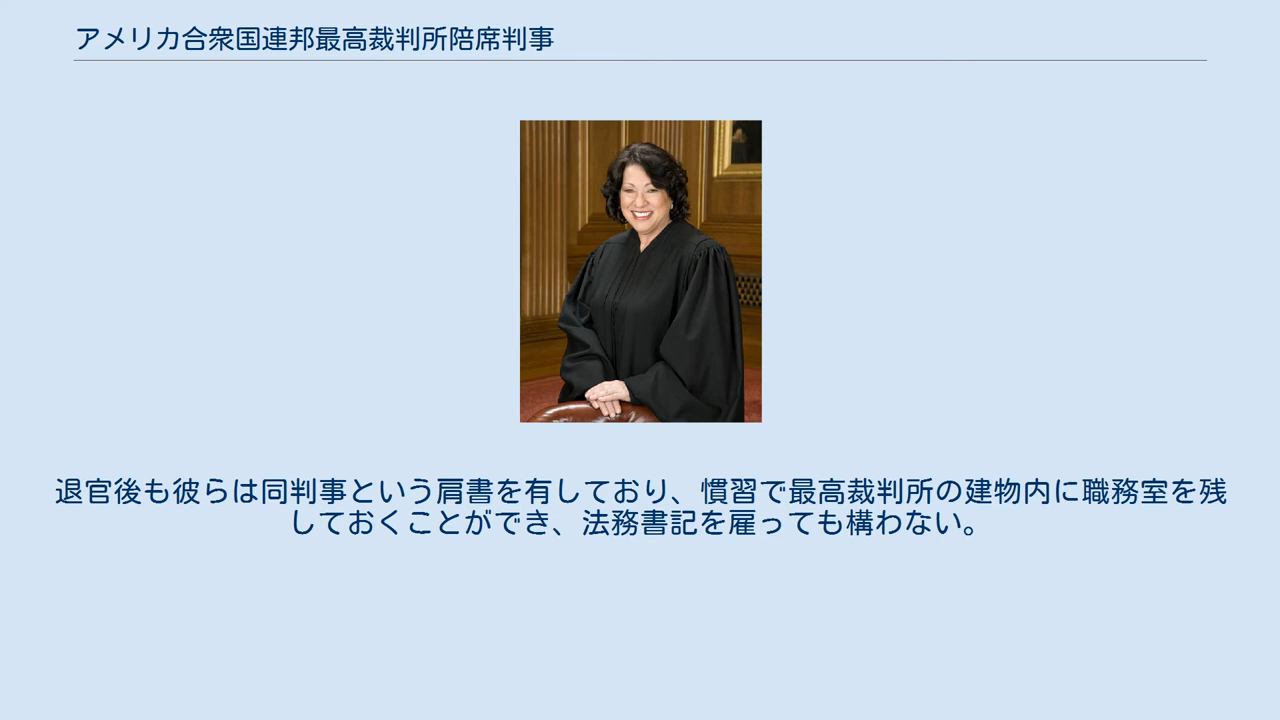 アメリカ合衆国連邦最高裁判所陪席判事
退官後も彼らは同判事という肩書を有しており、慣習で最高裁判所の建物内に職務室を残
しておくことができ、法務書記を雇っても構わない。